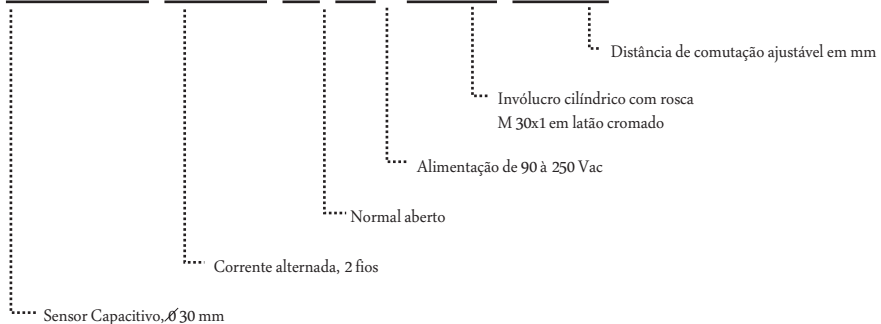 Distância de comutação ajustável em mm
Invólucro cilíndrico com rosca
M 30x1 em latão cromado
Alimentação de 90 à 250 Vac
Normal aberto
Corrente alternada, 2 fios
Sensor Capacitivo, Ø 30 mm